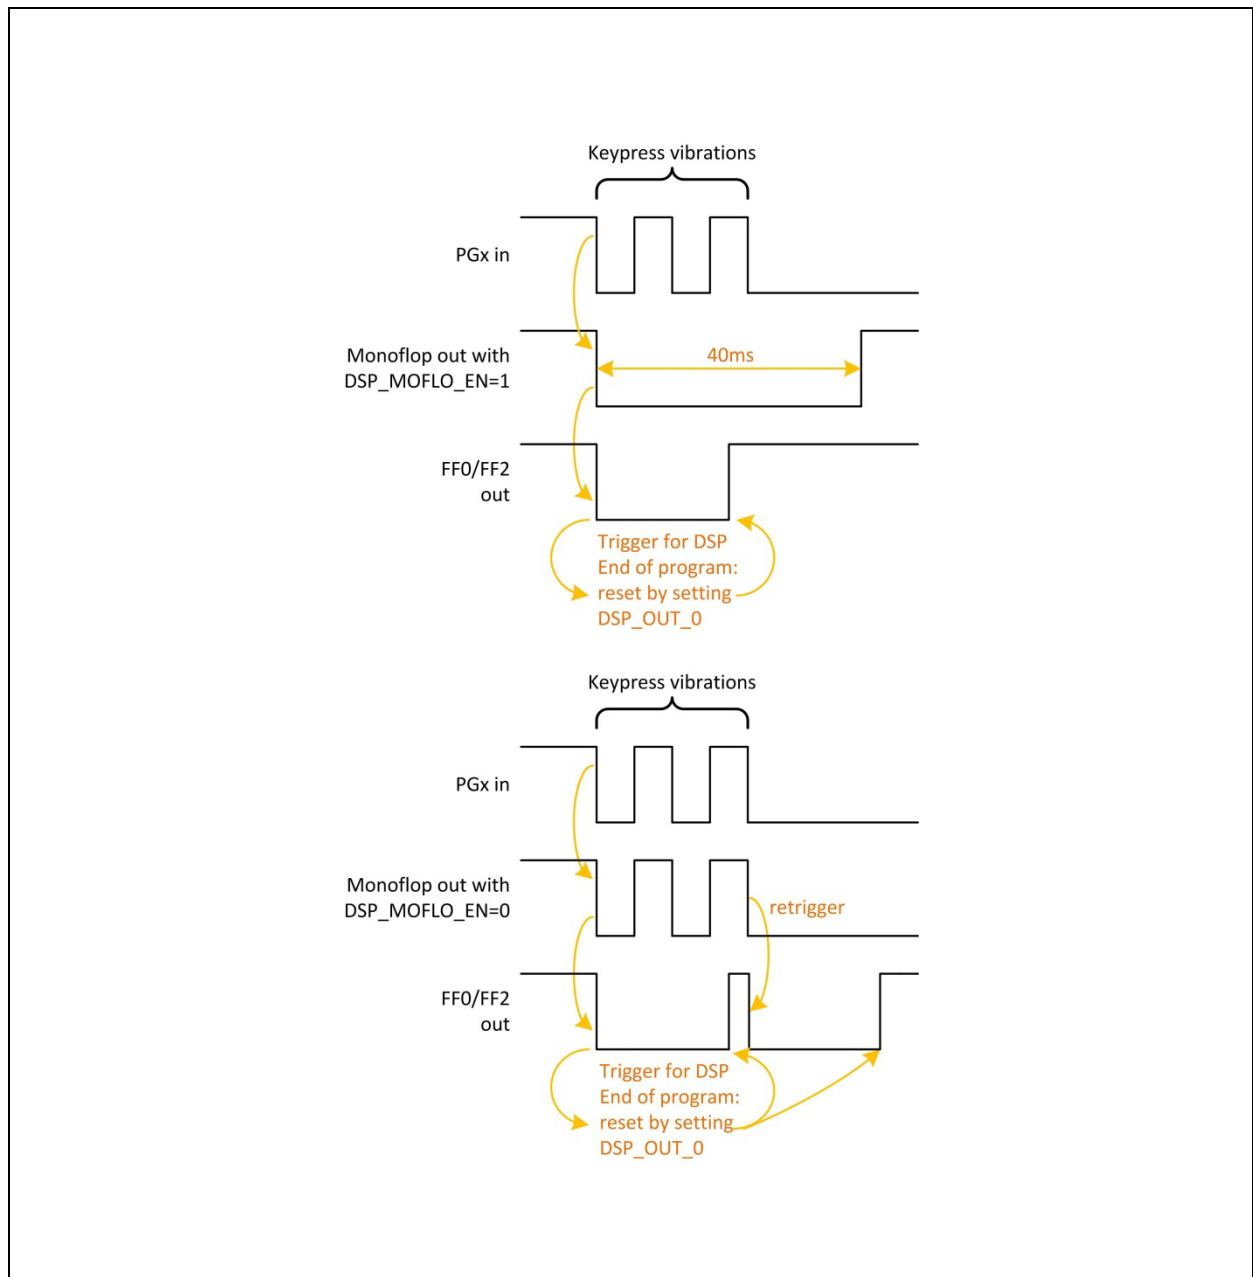 Keypress vibrations
PGx in
Monoflop out with
DSP_MOFLO_EN=1
40ms
FF0/FF2
out
Trigger for DSP
End of program:
reset by setting
DSP_OUT_0
Keypress vibrations
PGx in
Monoflop out with
DSP_MOFLO_EN=0
retrigger
FF0/FF2
out
Trigger for DSP
End of program:
reset by setting
DSP_OUT_0